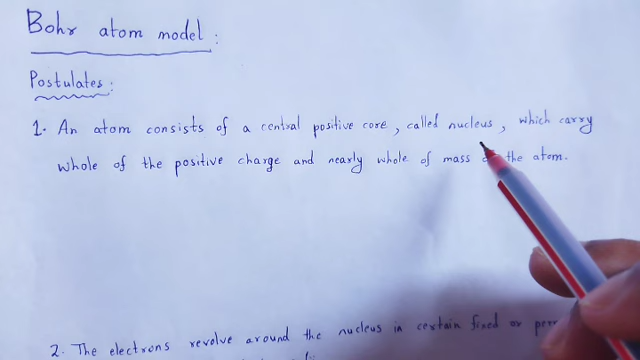 Bohr atom model :
Postulates :
1. An atom consists of a central positive core, called nucleus, which carry
whole of the positive charge and nearly whole of mass of the atom.
2. The electrons revolve around the nucleus in certain fixed or